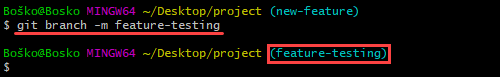 Boško@Bosko MINGW64 ~/Desktop/project (new-feature)
$ git branch -m feature-testing
Boško@Bosko MINGW64 ~/Desktop/project (feature-testing)
$